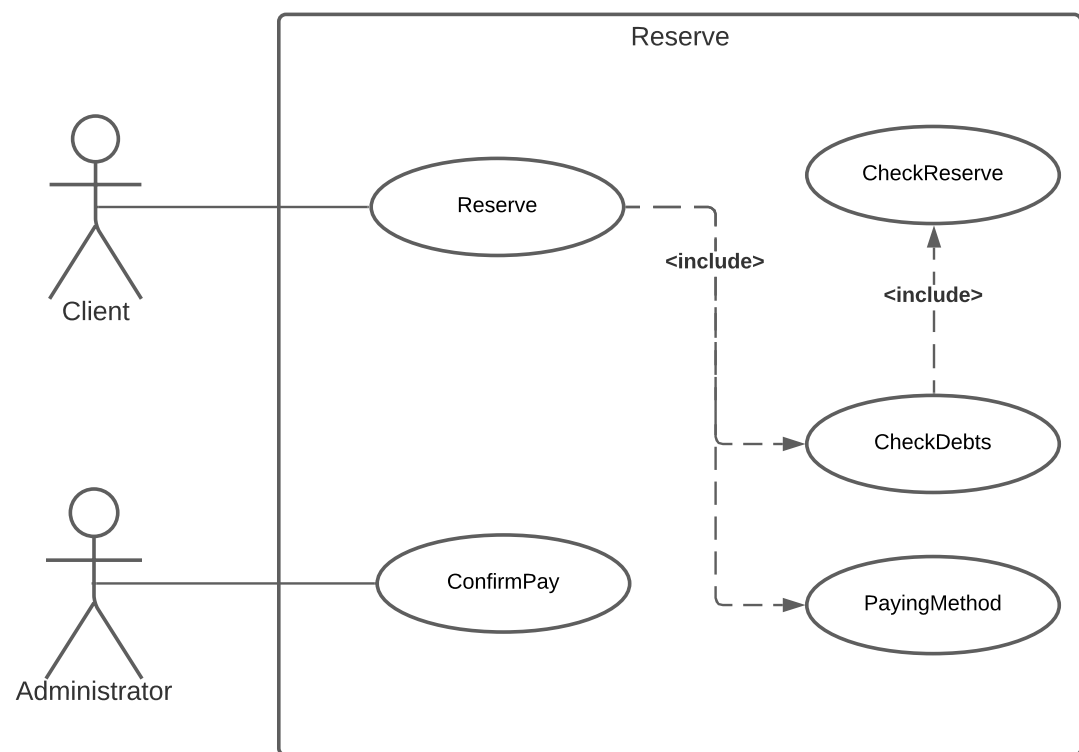 Reserve
CheckReserve
Reserve
<include>
<include>
Client
CheckDebts
ConfirmPay
PayingMethod
Administrator